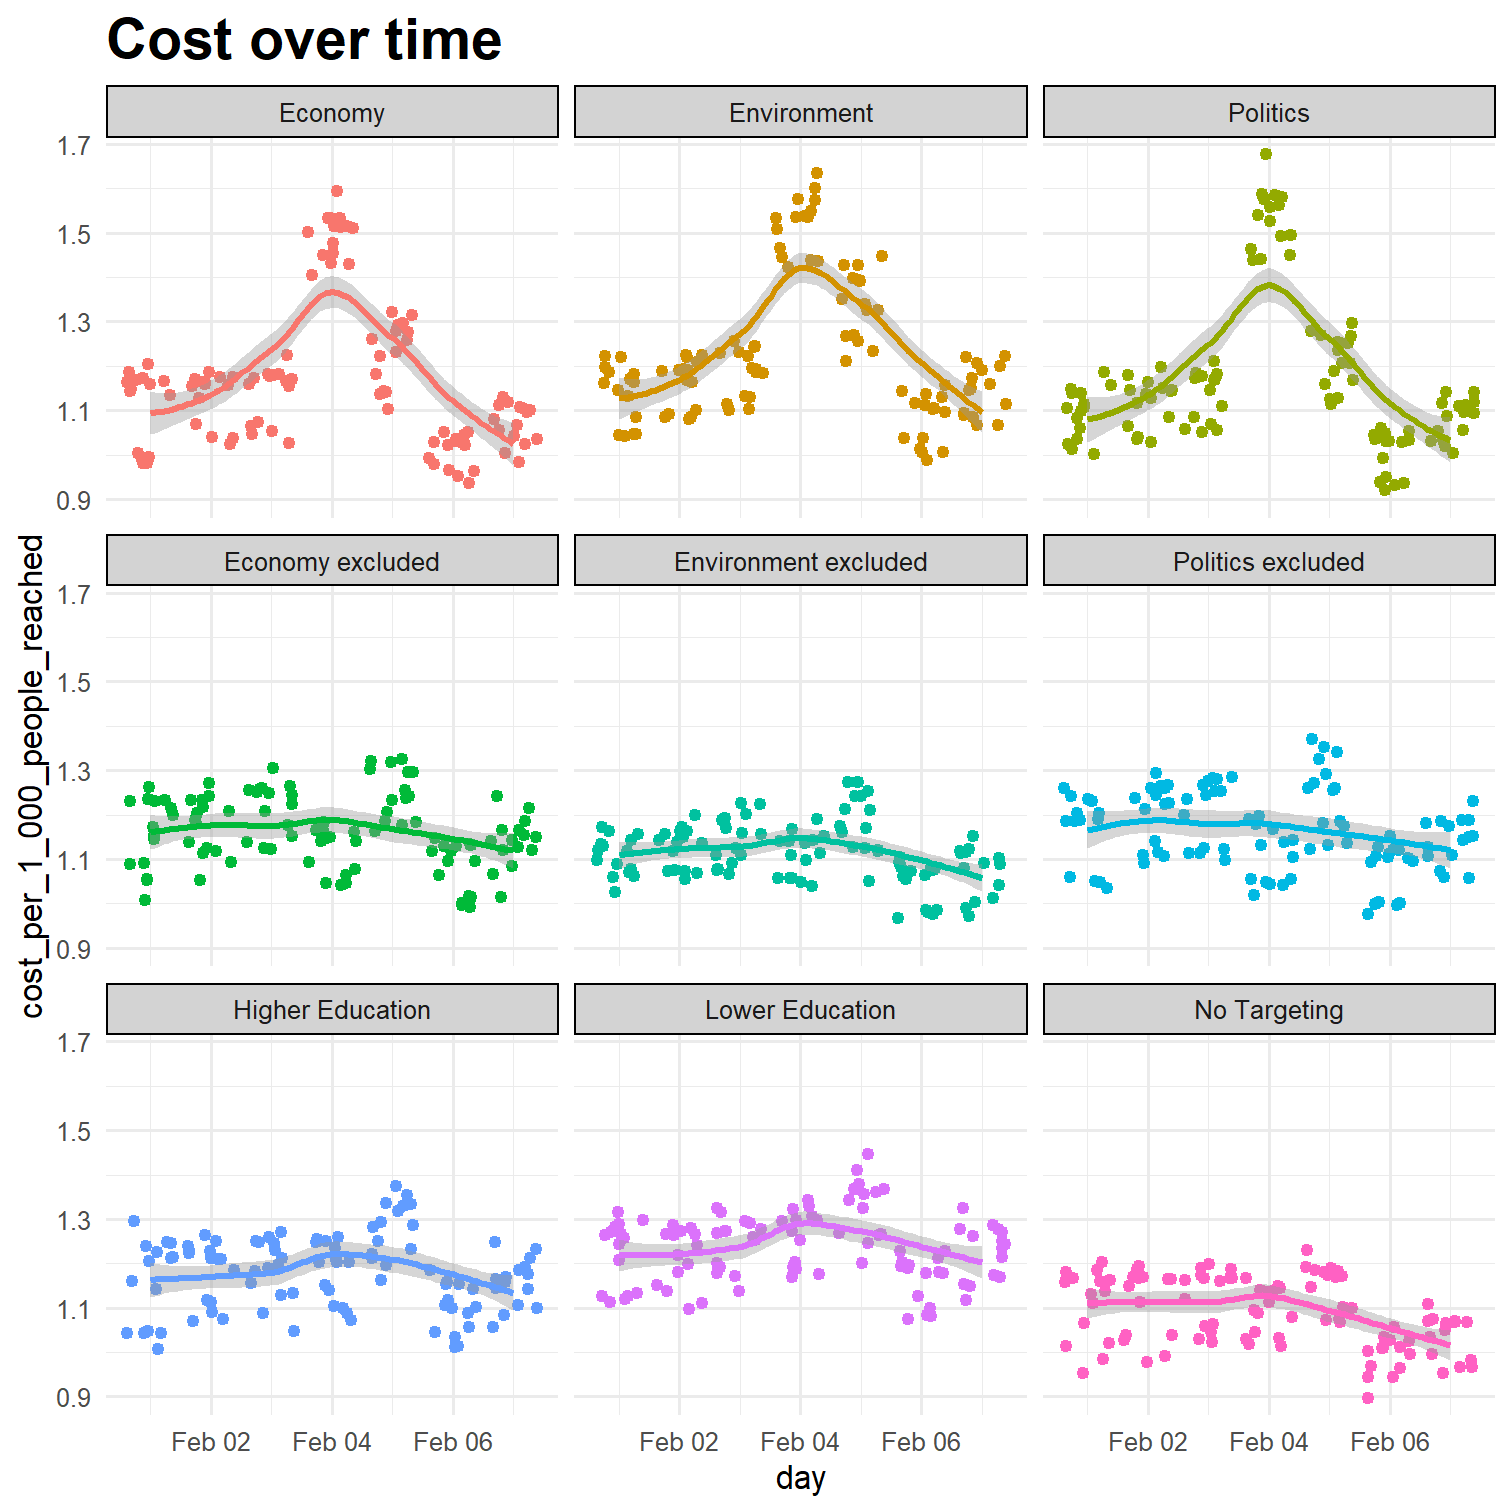 Cost over time
Economy
Environment
Politics
1.7
1.5
1.3
1.1
0.9
Economy excluded
Environment excluded
Politics excluded
1.7
1.5
1.3
1.1
0.9
cost_per_1_000_people_reached
Higher Education
Lower Education
No Targeting
1.7
1.5
1.3
1.1
0.9
Feb 02 Feb 04 Feb 06
Feb 02 Feb 04 Feb 06
Feb 02 Feb 04 Feb 06
day